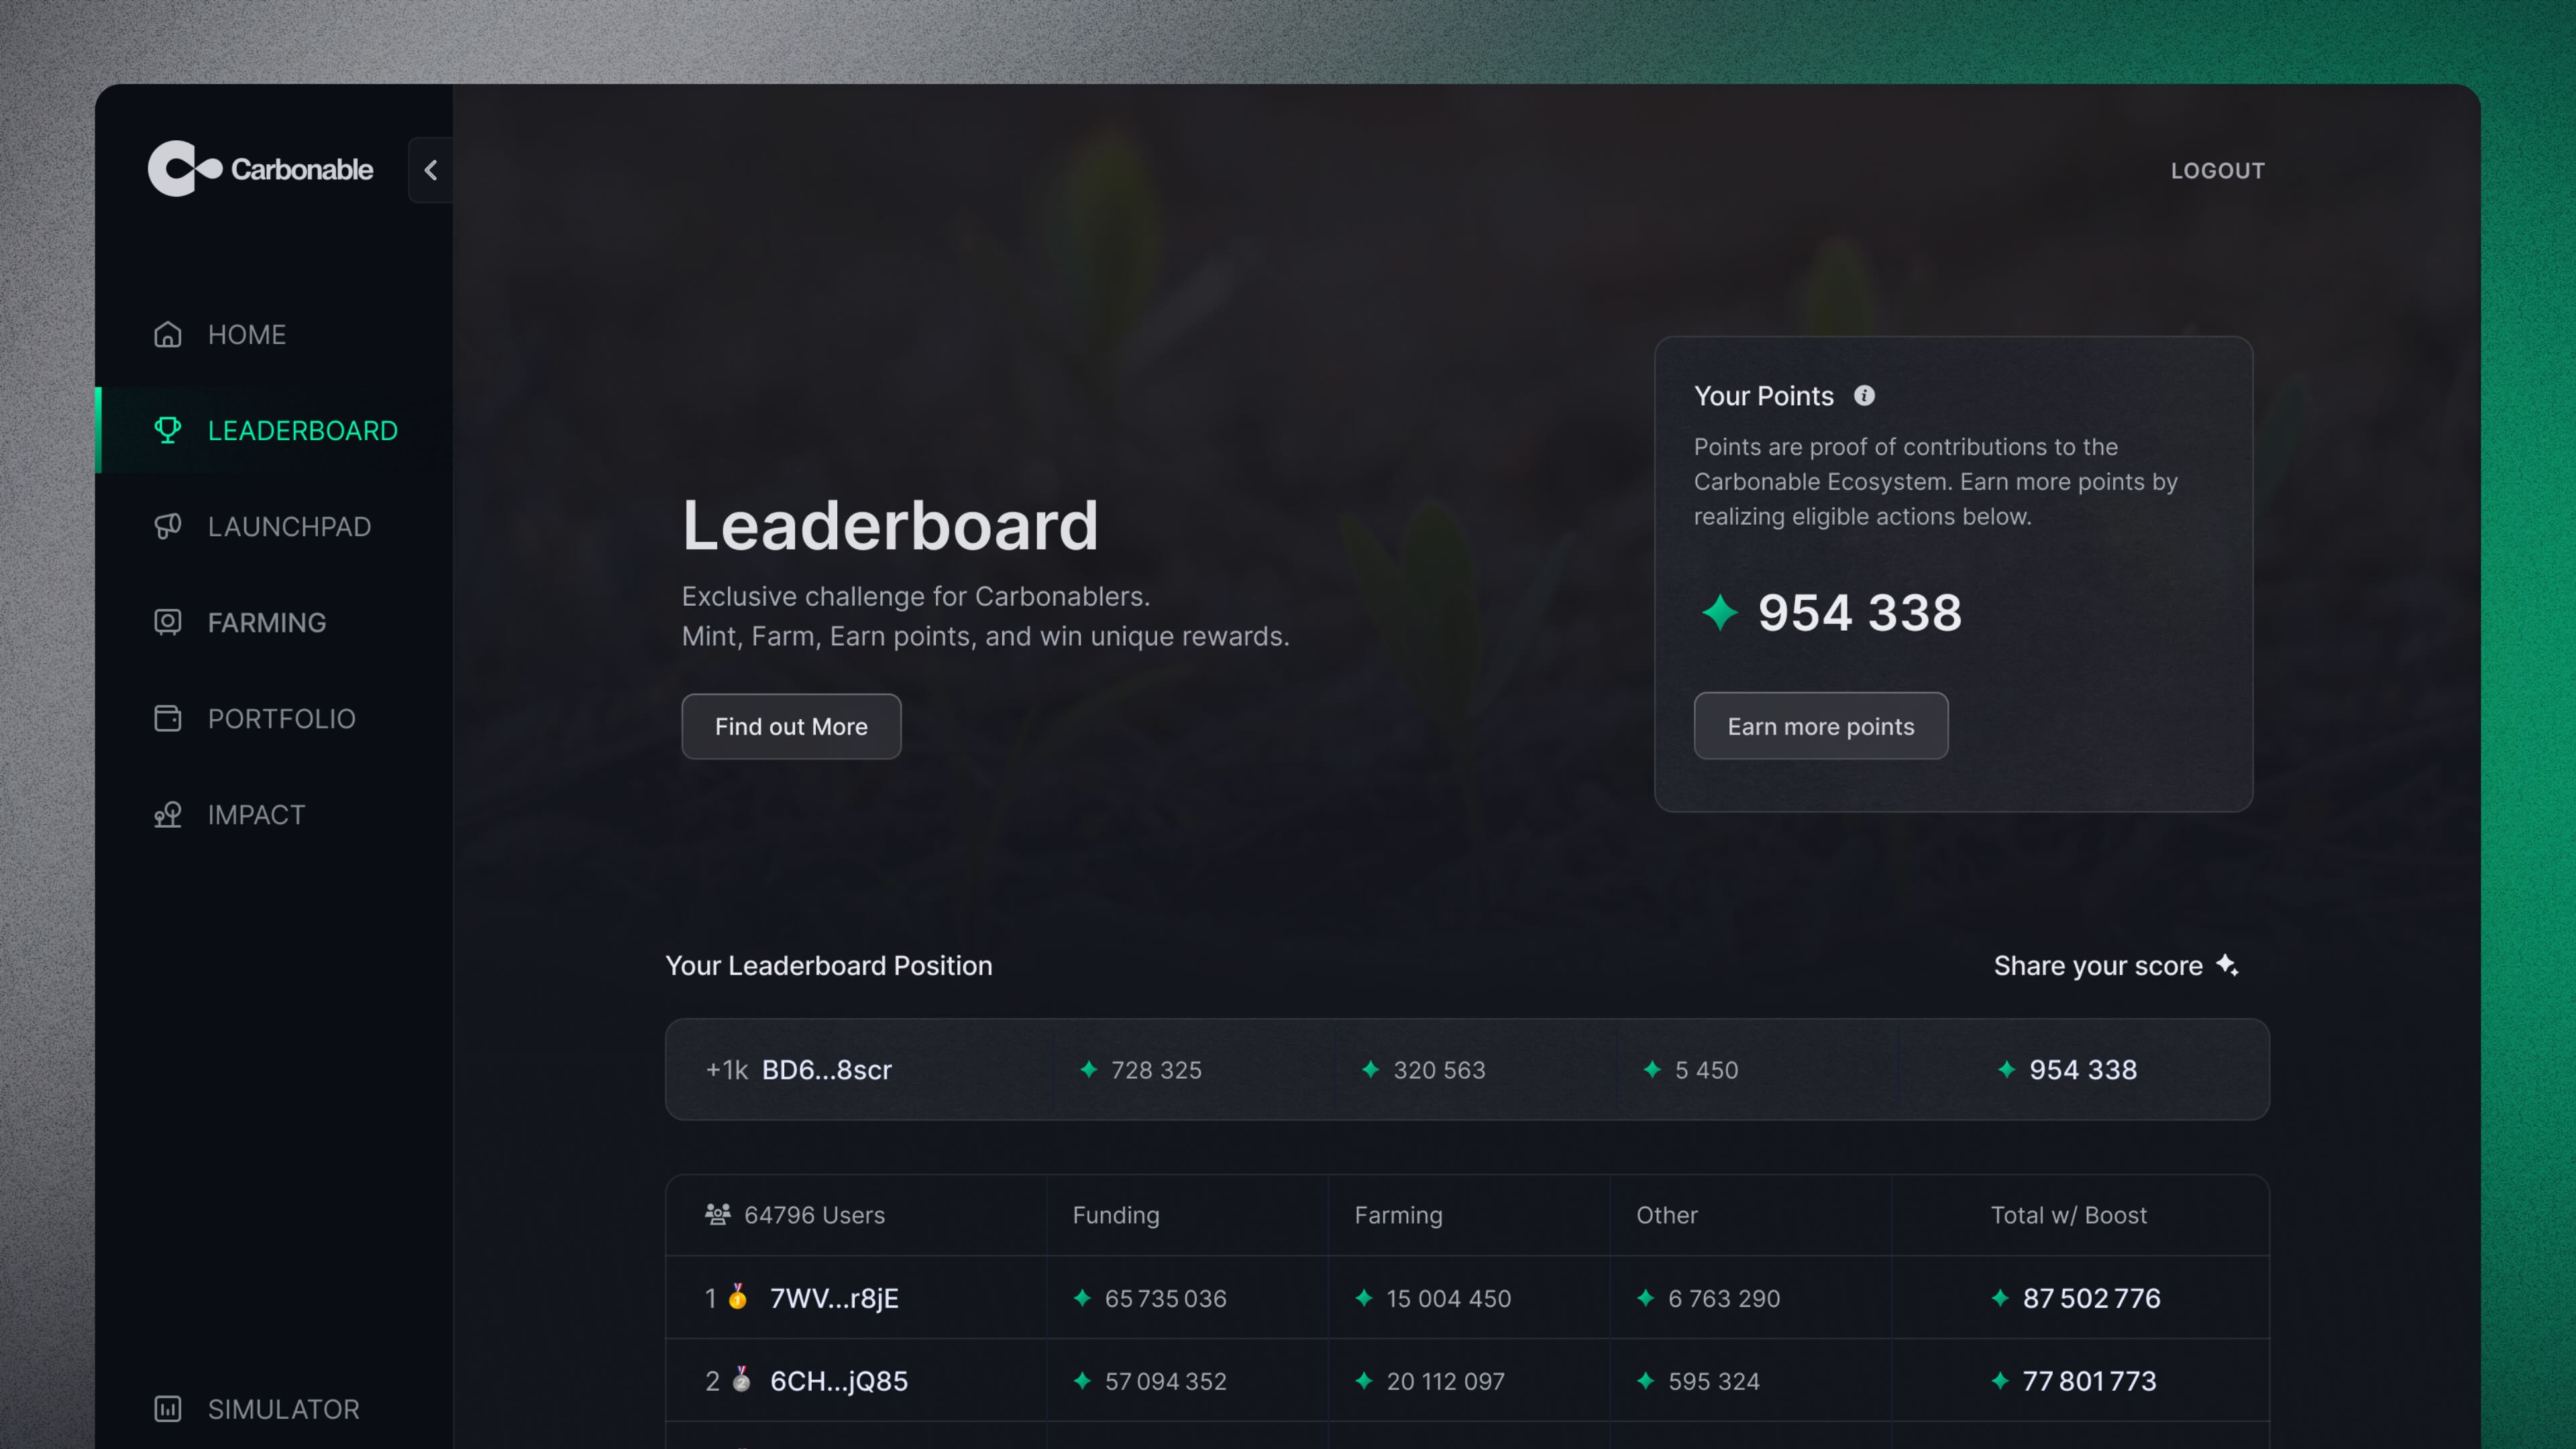 Carbonable
LOGOUT
HOME
LEADERBOARD
LAUNCHPAD
FARMING
PORTFOLIO
IMPACT
SIMULATOR
Leaderboard
Exclusive challenge for Carbonablers.
Mint, Farm, Earn points, and win unique rewards.
Find out More
Your Points
Points are proof of contributions to the
Carbonable Ecosystem. Earn more points by
realizing eligible actions below.
954 338
Earn more points
Your Leaderboard Position
Share your score
+1k BD6...8scr 728 325 320 563 5 450 954 338
64796 Users Funding Farming Other Total w/ Boost
1 7WV...r8jE 65 735 036 15 004 450 6 763 290 87 502 776
2 6CH...jQ85 57 094 352 20 112 097 595 324 77 801 773